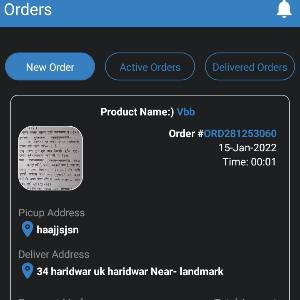 Orders
New Order
Active Orders
Delivered Orders
Product Name:) Vbb
Order #ORD281253060
15-Jan-2022
Time: 00:01
Picup Address
haajjsjsn
Deliver Address
34 haridwar uk haridwar Near- landmark